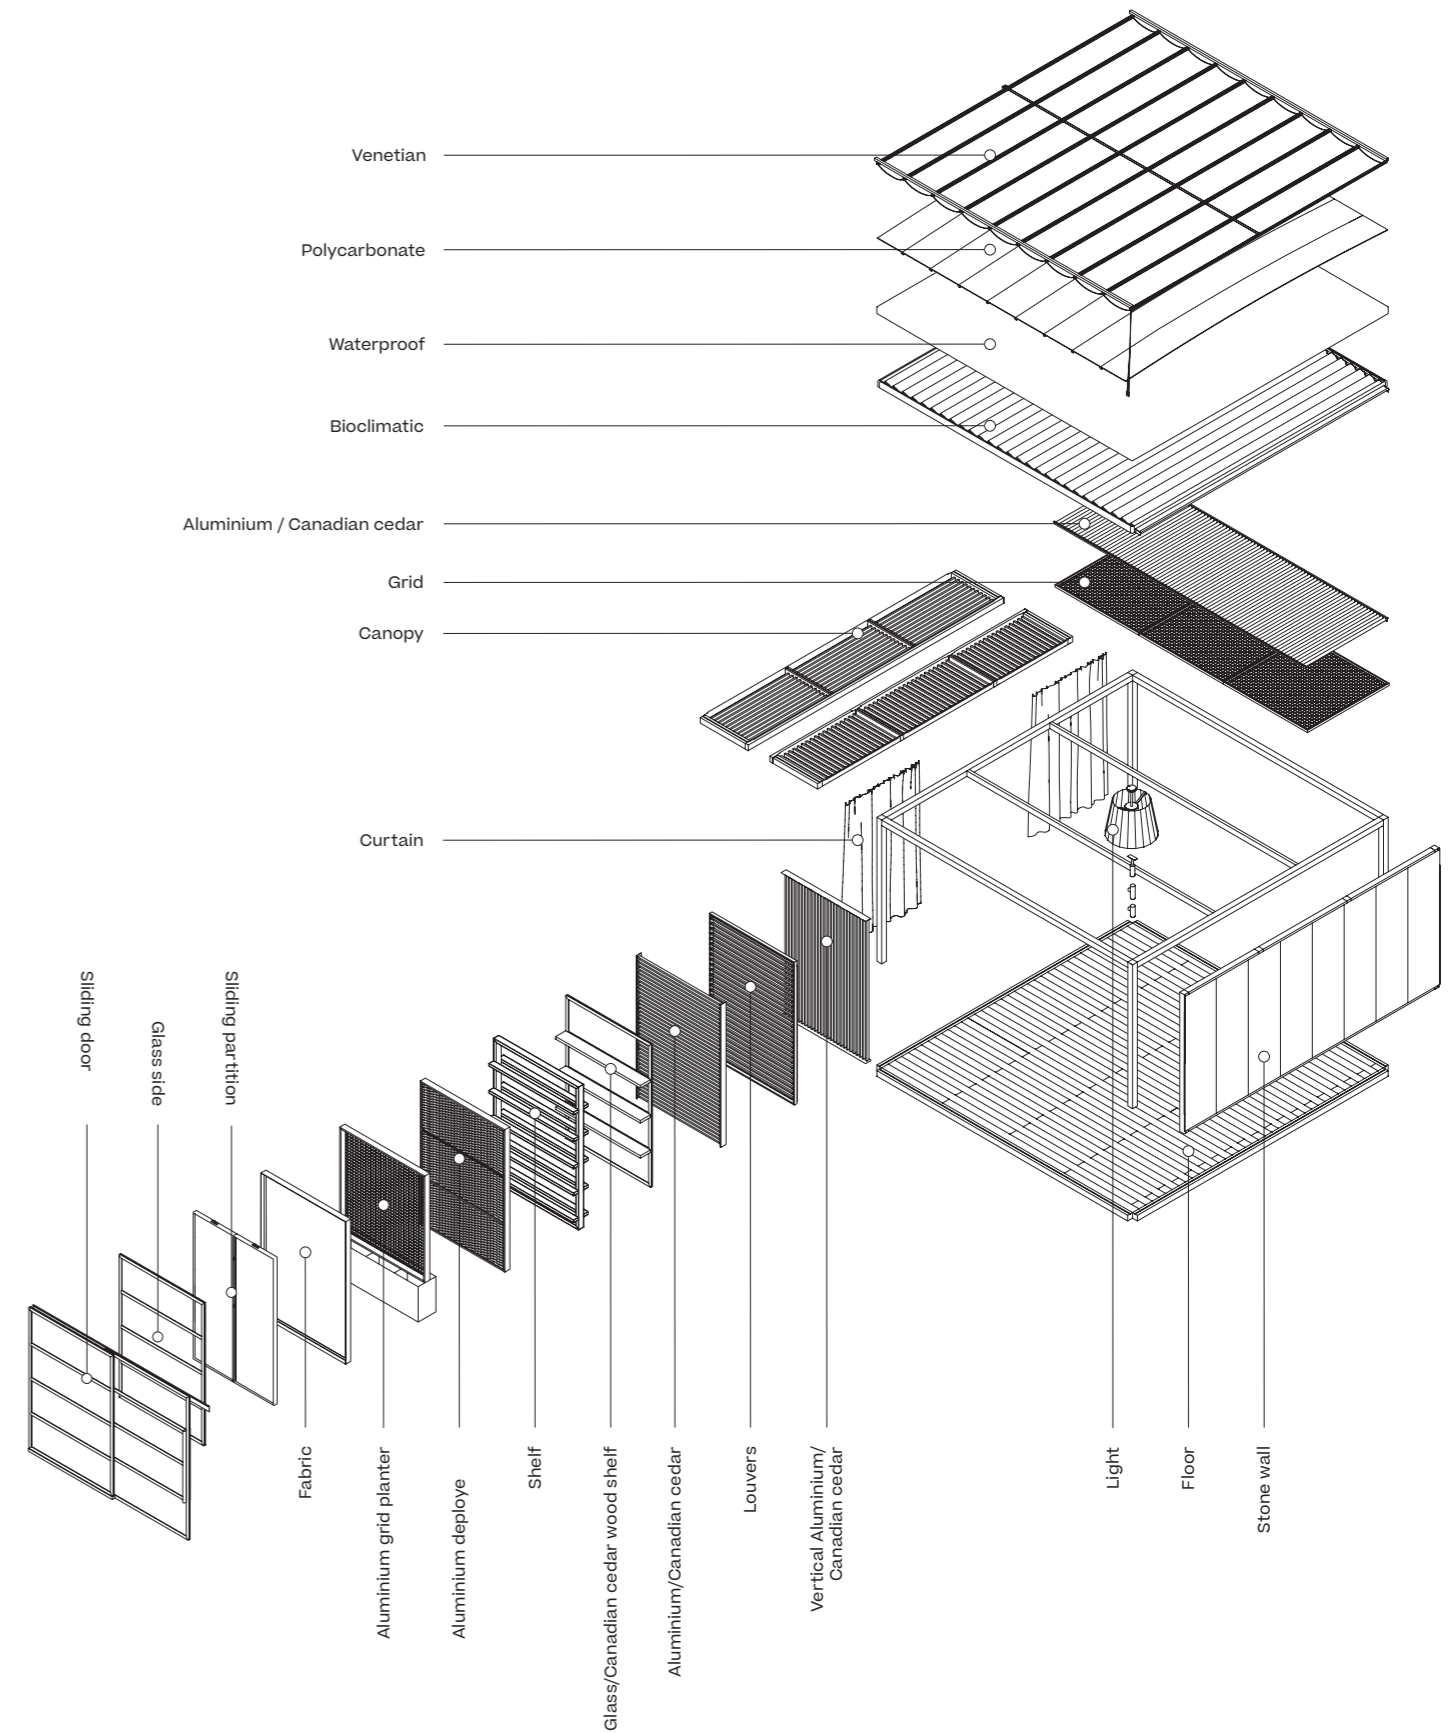 Venetian
Polycarbonate
Waterproof
Bioclimatic
Aluminium / Canadian cedar
Grid
Canopy
Curtain
Sliding door
Glass side
Sliding partition
Fabric
Aluminium grid planter
Aluminium deploye
Shelf
Glass/Canadian cedar wood shelf
Aluminium/Canadian cedar
Louvers
Vertical Aluminium/
Canadian cedar
Light
Floor
Stone wall